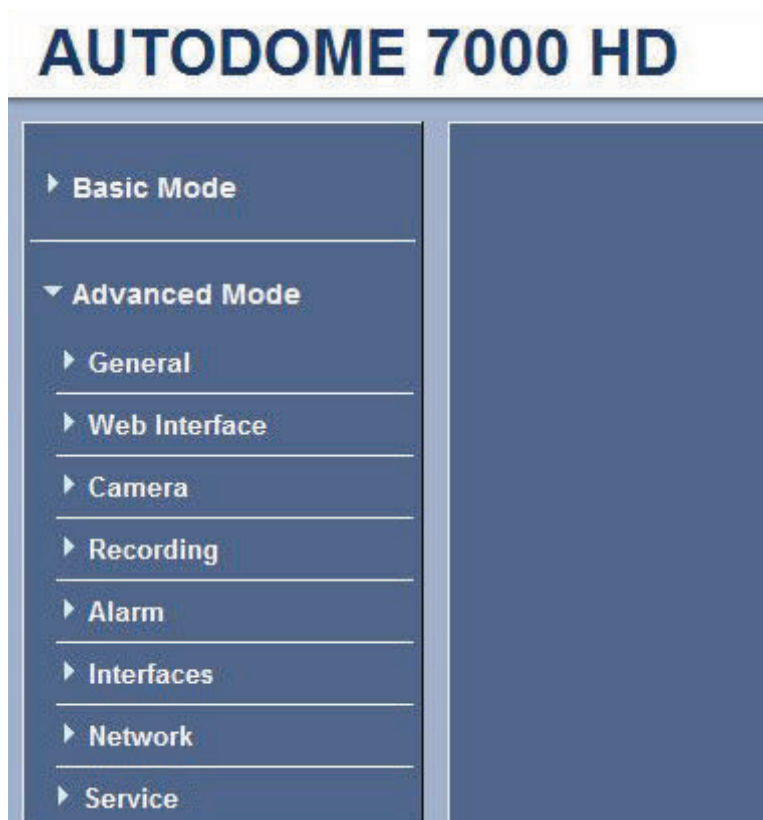 AUTODOME 7000 HD
Basic Mode
Advanced Mode
General
Web Interface
Camera
Recording
Alarm
Interfaces
Network
Service